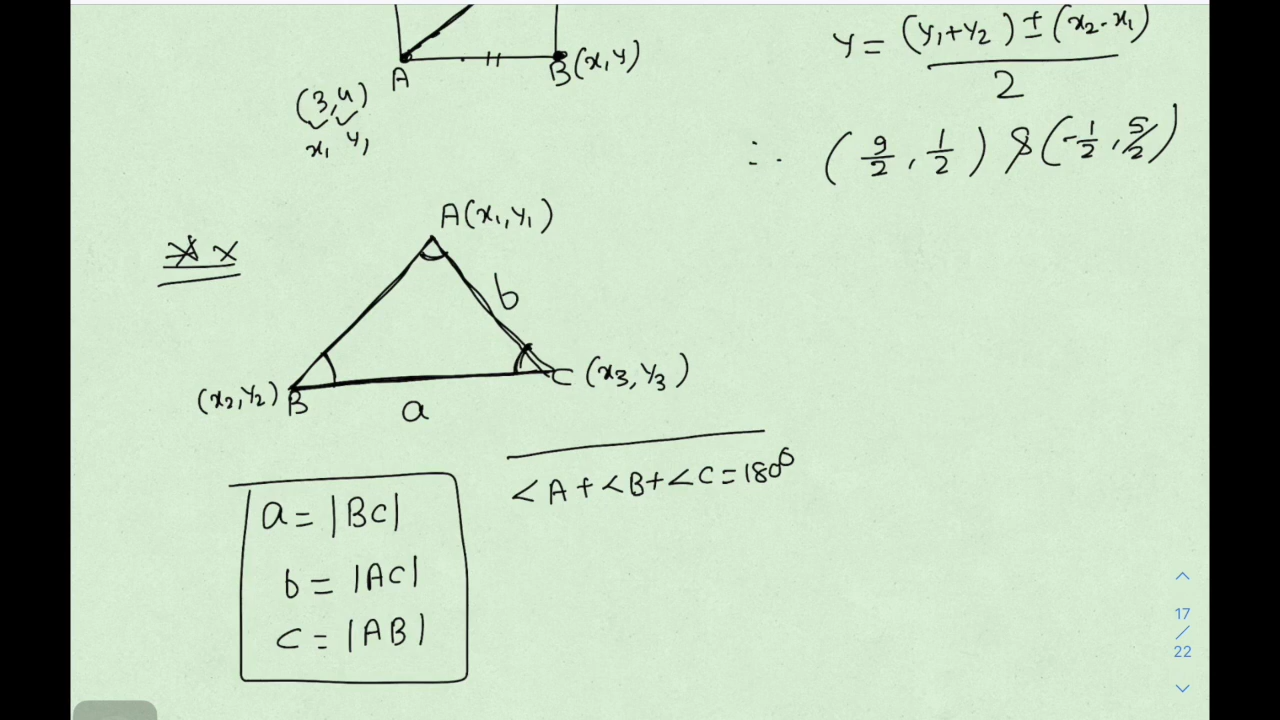 A
B(x,y)
(3,4)
x₁ y₁
y = (y₁+y₂) ± (x₂-x₁)
2
∴ (9/2, 1/2) & (-1/2, 5/2)
A(x₁,y₁)
b
(x₂,y₂) B
C (x₃,y₃)
a
∠A+∠B+∠C=180°
a = |BC|
b = |AC|
c = |AB|
17
/
22